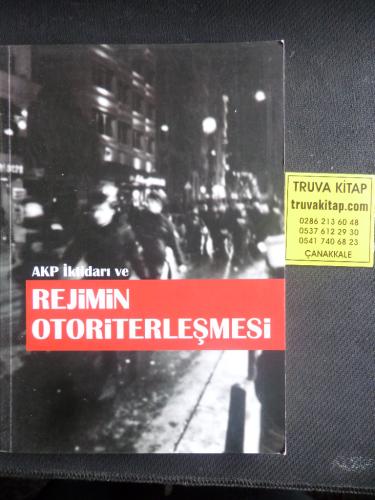 AKP İktidarı ve
REJİMİN
OTORİTERLEŞMESİ
TRUVA KİTAP
truvakitap.com
0286 213 60 48
0537 612 29 30
0541 740 68 23
ÇANAKKALE